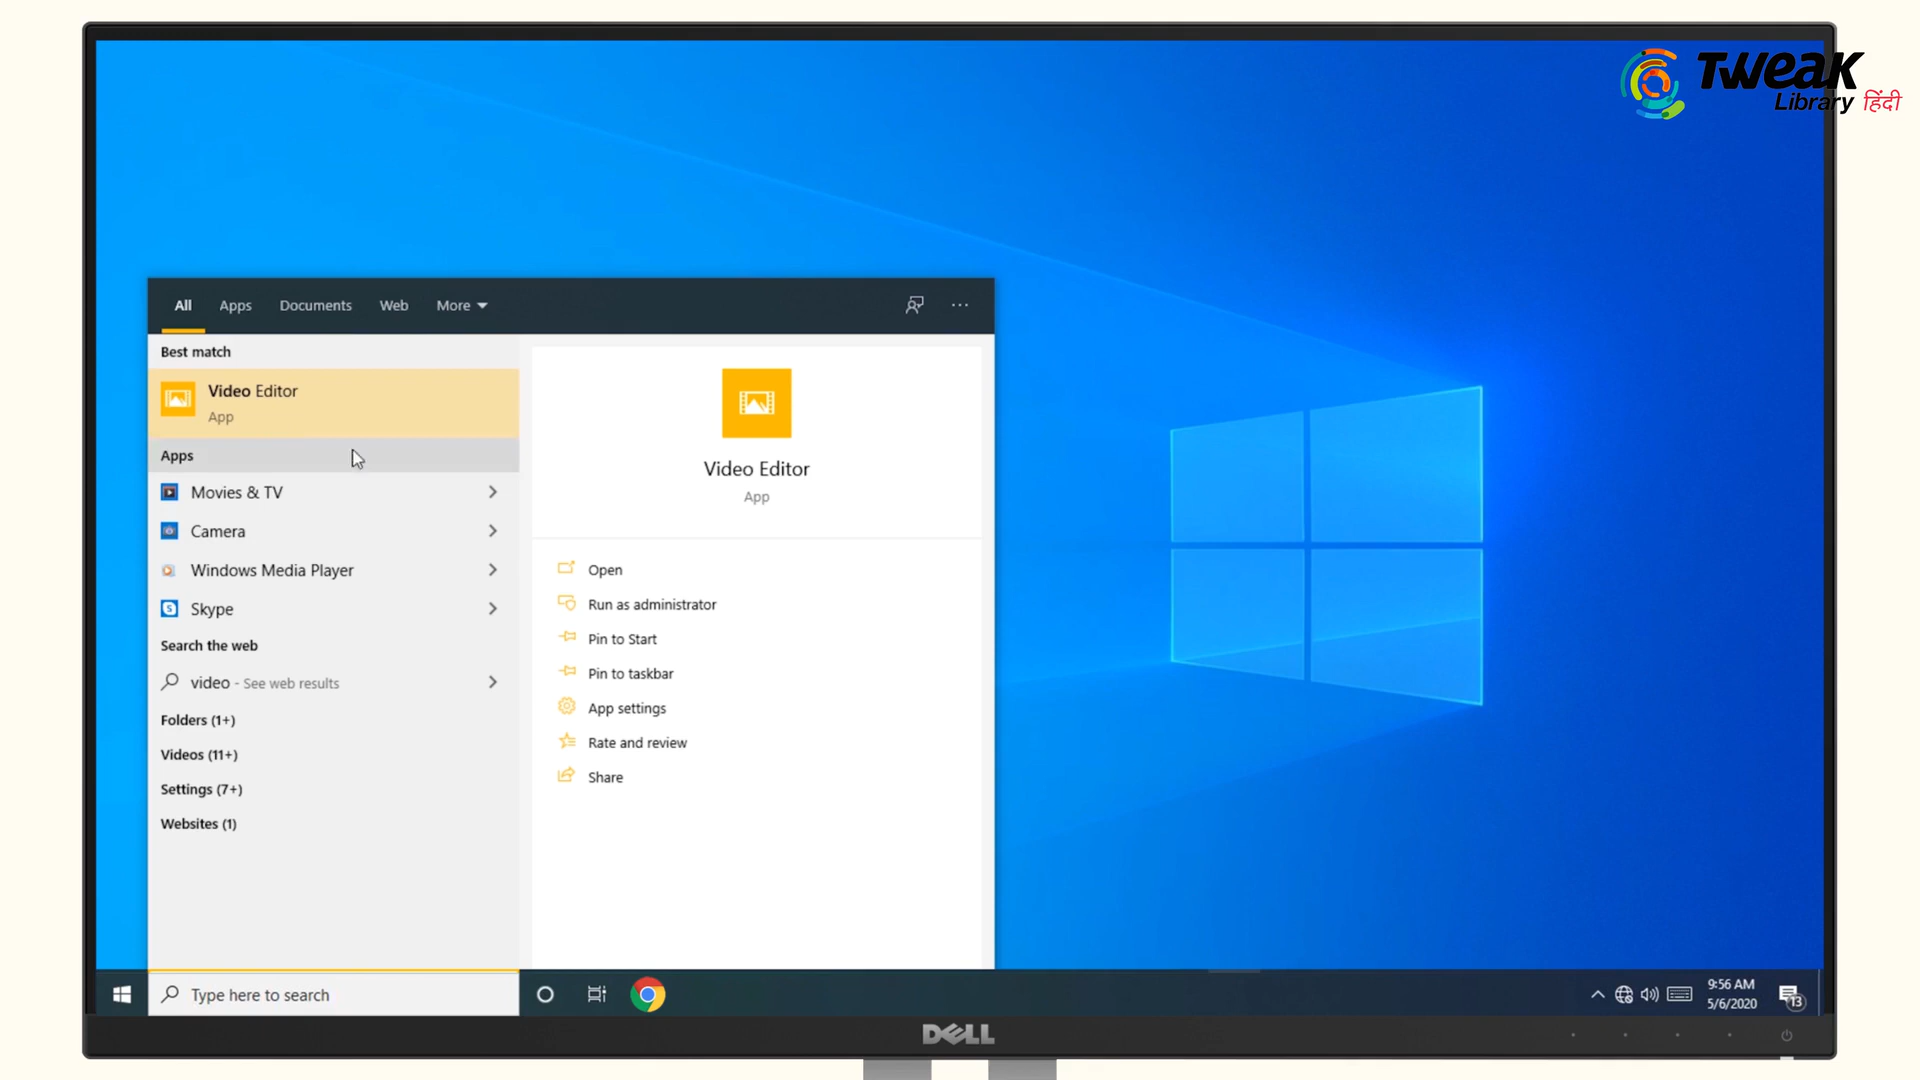 Tweak
Library हिंदी
All Apps Documents Web More
Best match
Video Editor
App
Apps
Movies & TV
Camera
Windows Media Player
Skype
Search the web
video - See web results
Folders (1+)
Videos (11+)
Settings (7+)
Websites (1)
Video Editor
App
Open
Run as administrator
Pin to Start
Pin to taskbar
App settings
Rate and review
Share
Type here to search
9:56 AM
5/6/2020
13
DELL